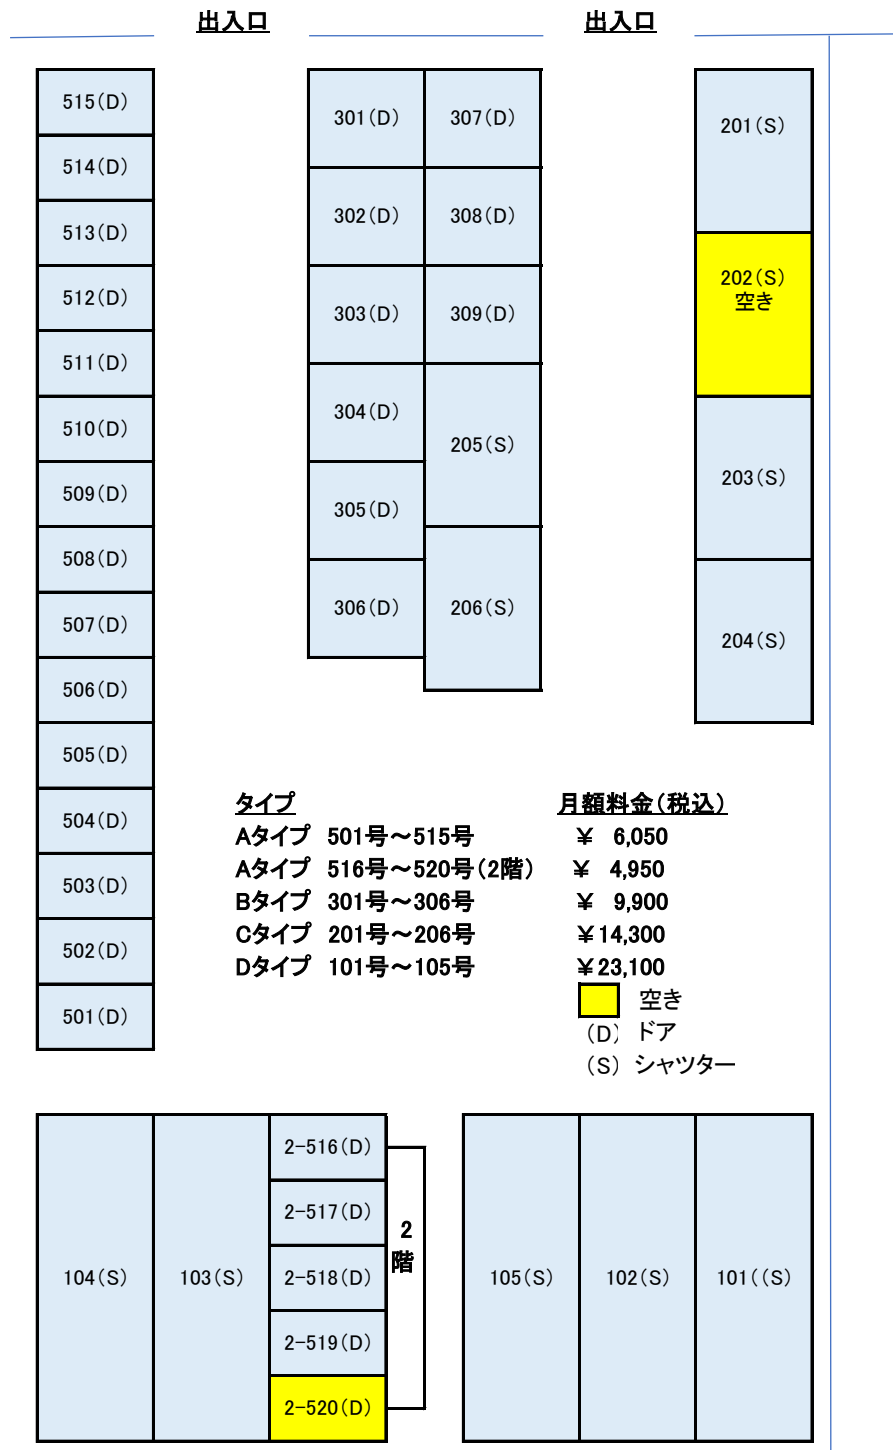 出入口
出入口
515(D)
514(D)
513(D)
512(D)
511(D)
510(D)
509(D)
508(D)
507(D)
506(D)
505(D)
504(D)
503(D)
502(D)
501(D)
301(D)
302(D)
303(D)
304(D)
305(D)
306(D)
307(D)
308(D)
309(D)
205(S)
206(S)
201(S)
202(S)
空き
203(S)
204(S)
タイプ 月額料金(税込)
Aタイプ 501号~515号 ¥ 6,050
Aタイプ 516号~520号(2階) ¥ 4,950
Bタイプ 301号~306号 ¥ 9,900
Cタイプ 201号~206号 ¥14,300
Dタイプ 101号~105号 ¥23,100
空き
(D) ドア
(S) シャツター
104(S)
103(S)
2-516(D)
2-517(D)
2-518(D)
2-519(D)
2-520(D)
2
階
105(S)
102(S)
101((S)